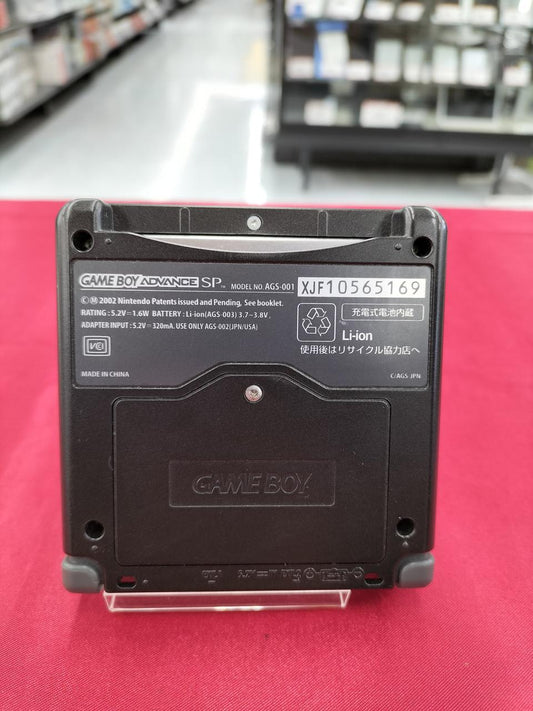 GAME BOY ADVANCE SP™ MODEL NO. AGS-001 XJF10565169
©Ⓜ 2002 Nintendo Patents issued and Pending, See booklet.
RATING : 5.2V⎓1.6W BATTERY : Li-ion(AGS-003) 3.7~3.8V,
ADAPTER INPUT : 5.2V⎓320mA. USE ONLY AGS-002(JPN/USA)
充電式電池内蔵
Li-ion
使用後はリサイクル協力店へ
VCI
MADE IN CHINA
C/AGS JPN
GAME BOY